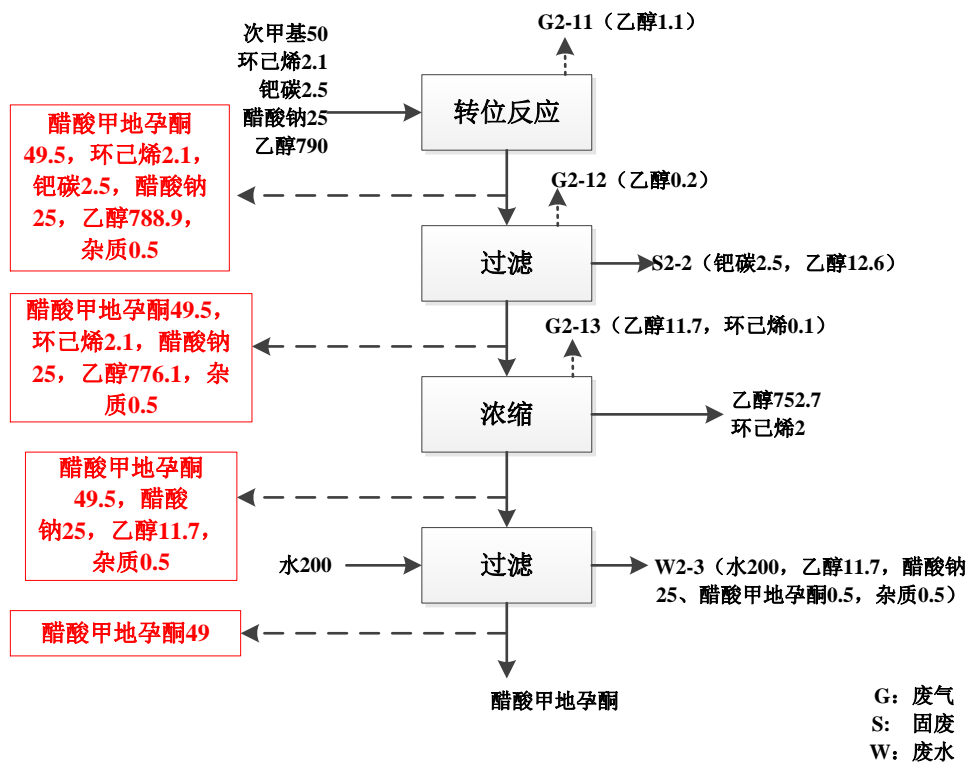 G2-11（乙醇1.1）
次甲基50
环己烯2.1
钯碳2.5
醋酸钠25
乙醇790
转位反应
醋酸甲地孕酮
49.5，环己烯2.1，
钯碳2.5，醋酸钠
25，乙醇788.9，
杂质0.5
G2-12（乙醇0.2）
过滤
S2-2（钯碳2.5，乙醇12.6）
醋酸甲地孕酮49.5，
环己烯2.1，醋酸钠
25，乙醇776.1，杂
质0.5
G2-13（乙醇11.7，环己烯0.1）
浓缩
乙醇752.7
环己烯2
醋酸甲地孕酮
49.5，醋酸
钠25，乙醇11.7，
杂质0.5
水200
过滤
W2-3（水200，乙醇11.7，醋酸钠
25、醋酸甲地孕酮0.5，杂质0.5）
醋酸甲地孕酮49
醋酸甲地孕酮
G：废气
S: 固废
W：废水